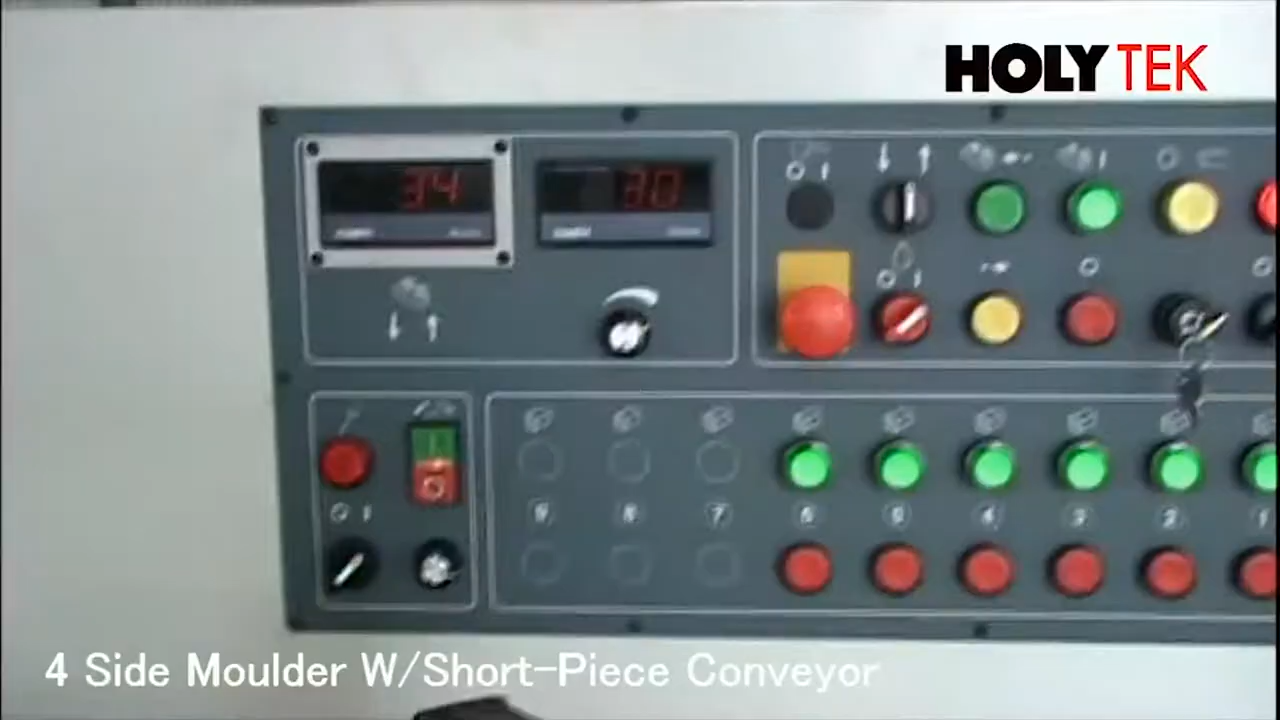 HOLYTEK
34
30
O I
O I
O
I
O
O I
9 8 7 6 5 4 3 2 1
4 Side Moulder W/Short-Piece Conveyor